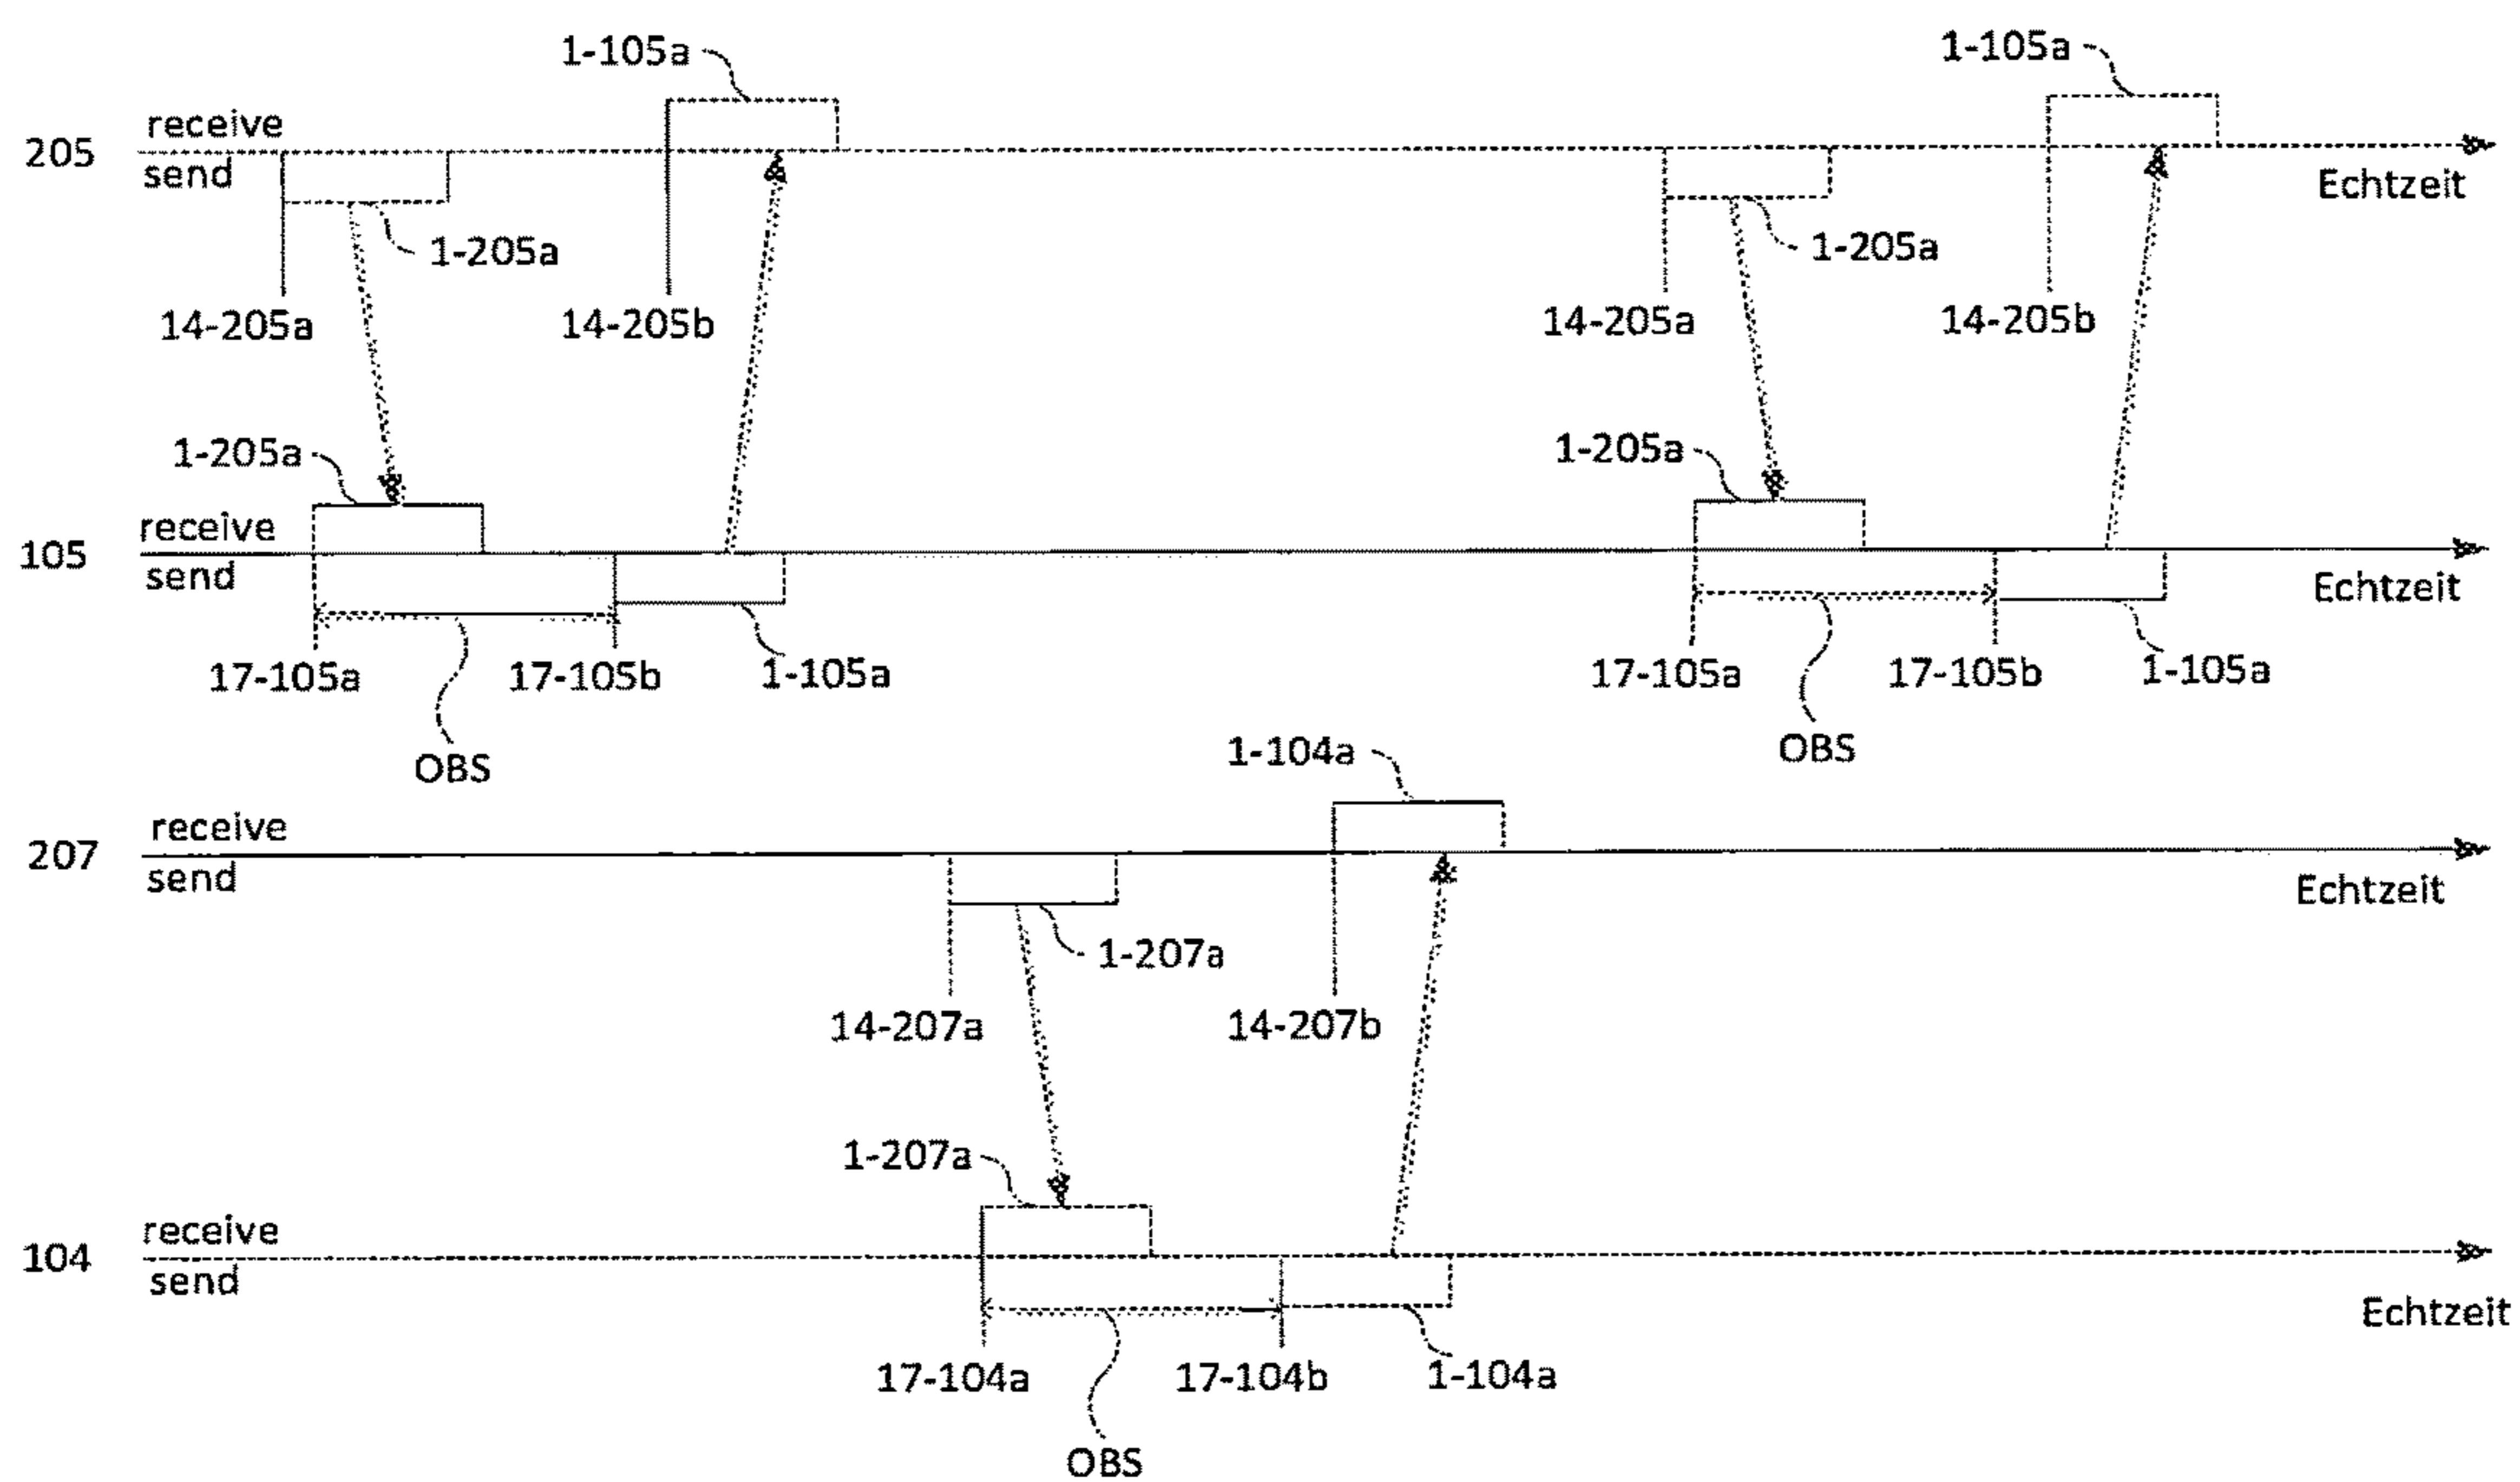 1-105a
1-105a
receive
205
send
Echtzeit
1-205a
1-205a
14-205a
14-205b
14-205a
14-205b
1-205a
1-205a
receive
105
send
Echtzeit
17-105a
17-105b
1-105a
17-105a
17-105b
1-105a
OBS
OBS
1-104a
receive
207
send
Echtzeit
1-207a
14-207a
14-207b
1-207a
receive
104
send
Echtzeit
17-104a
17-104b
1-104a
OBS